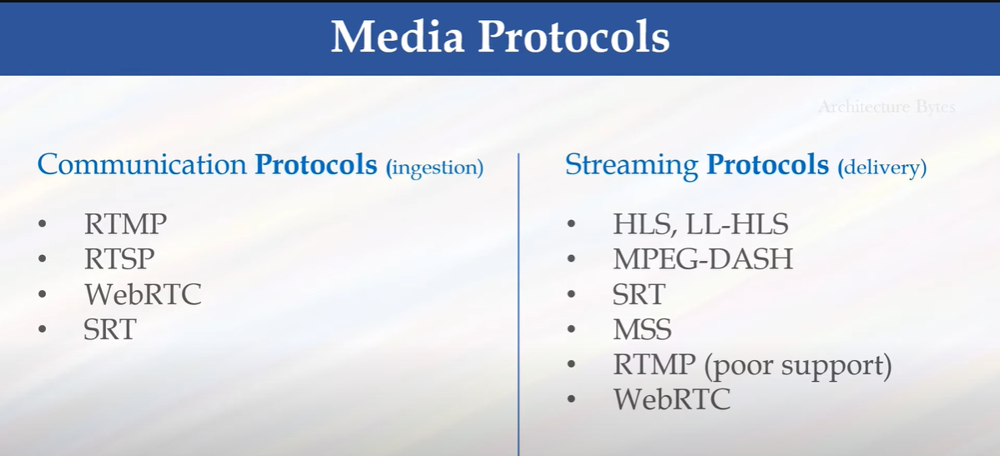 Media Protocols
Architecture Bytes
Communication Protocols (ingestion)
• RTMP
• RTSP
• WebRTC
• SRT
Streaming Protocols (delivery)
• HLS, LL-HLS
• MPEG-DASH
• SRT
• MSS
• RTMP (poor support)
• WebRTC